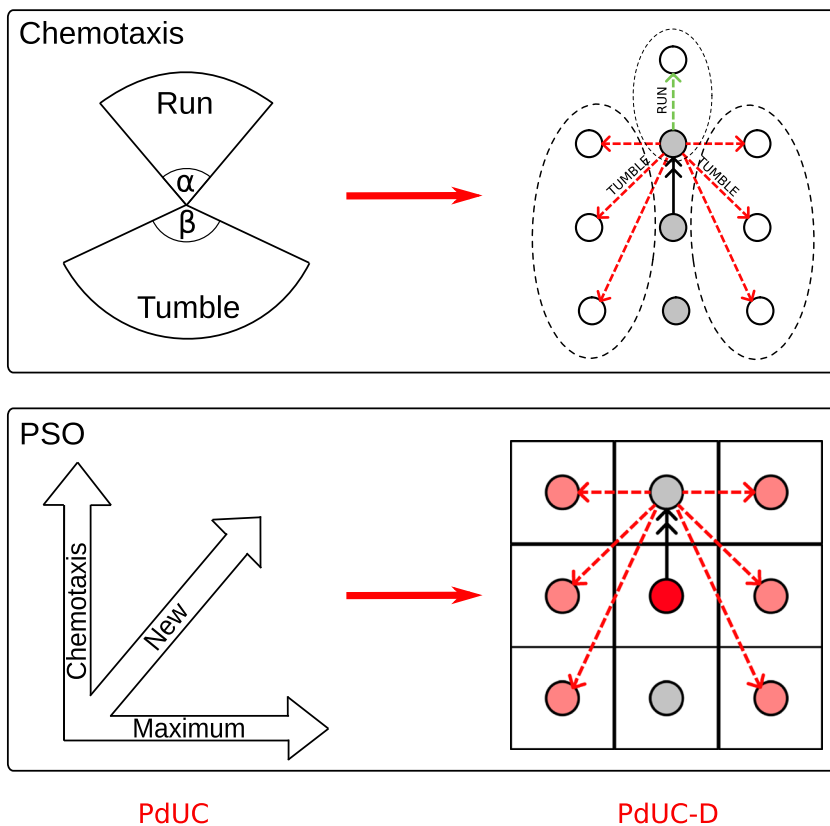 Chemotaxis
Run
α
β
Tumble
RUN
TUMBLE
TUMBLE
PSO
Chemotaxis
New
Maximum
PdUC
PdUC-D